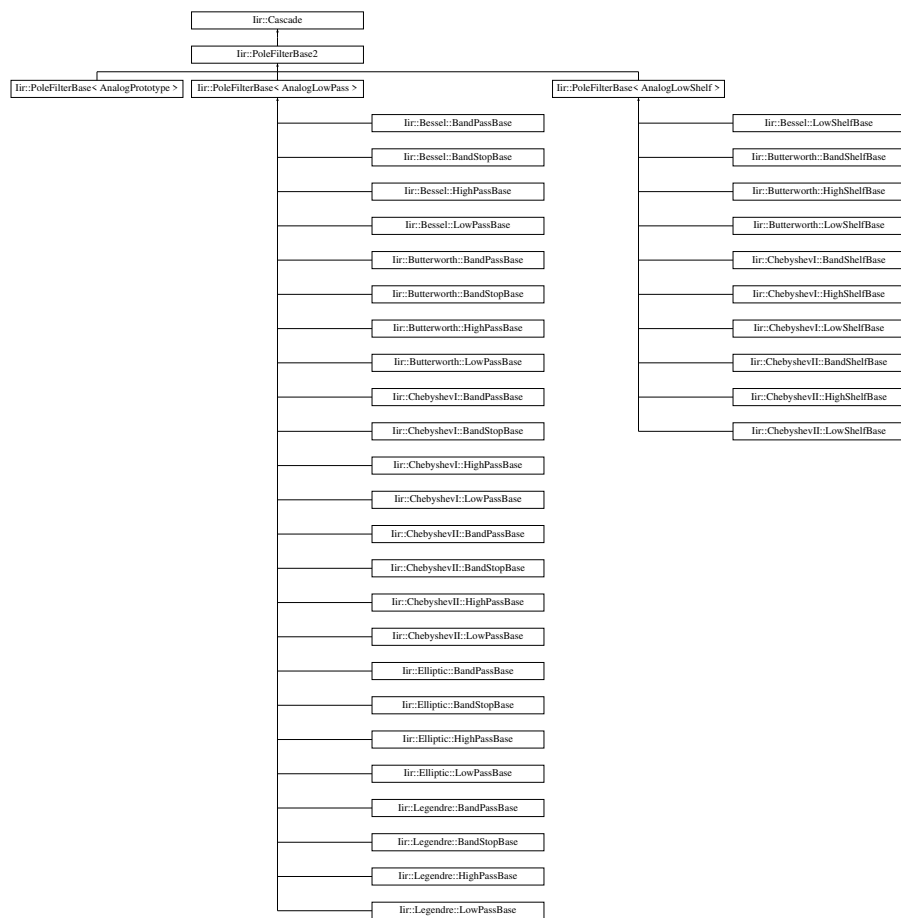 Iir::Cascade
Iir::PoleFilterBase2
Iir::PoleFilterBase< AnalogPrototype >
Iir::PoleFilterBase< AnalogLowPass >
Iir::PoleFilterBase< AnalogLowShelf >
Iir::Bessel::BandPassBase
Iir::Bessel::BandStopBase
Iir::Bessel::HighPassBase
Iir::Bessel::LowPassBase
Iir::Butterworth::BandPassBase
Iir::Butterworth::BandStopBase
Iir::Butterworth::HighPassBase
Iir::Butterworth::LowPassBase
Iir::ChebyshevI::BandPassBase
Iir::ChebyshevI::BandStopBase
Iir::ChebyshevI::HighPassBase
Iir::ChebyshevI::LowPassBase
Iir::ChebyshevII::BandPassBase
Iir::ChebyshevII::BandStopBase
Iir::ChebyshevII::HighPassBase
Iir::ChebyshevII::LowPassBase
Iir::Elliptic::BandPassBase
Iir::Elliptic::BandStopBase
Iir::Elliptic::HighPassBase
Iir::Elliptic::LowPassBase
Iir::Legendre::BandPassBase
Iir::Legendre::BandStopBase
Iir::Legendre::HighPassBase
Iir::Legendre::LowPassBase
Iir::Bessel::LowShelfBase
Iir::Butterworth::BandShelfBase
Iir::Butterworth::HighShelfBase
Iir::Butterworth::LowShelfBase
Iir::ChebyshevI::BandShelfBase
Iir::ChebyshevI::HighShelfBase
Iir::ChebyshevI::LowShelfBase
Iir::ChebyshevII::BandShelfBase
Iir::ChebyshevII::HighShelfBase
Iir::ChebyshevII::LowShelfBase